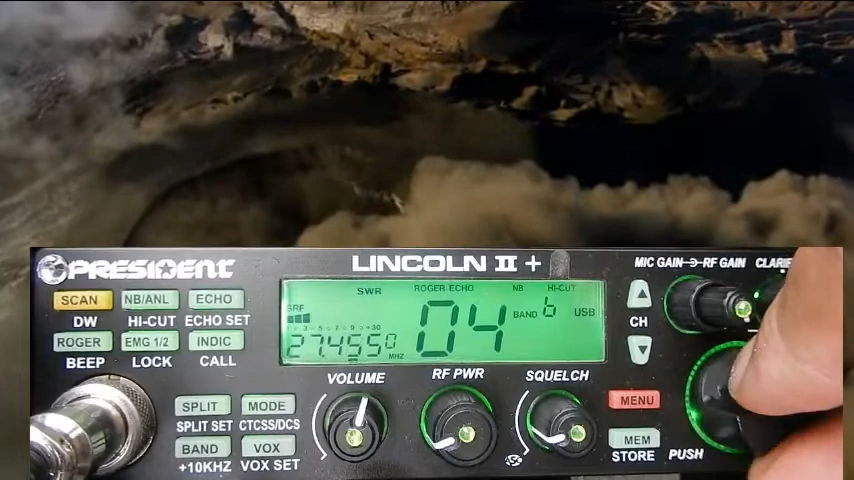 PRESIDENT
LINCOLN II +
MIC GAIN RF GAIN CLARIF
SCAN NB/ANL ECHO
DW HI-CUT ECHO SET
ROGER EMG 1/2 INDIC
BEEP LOCK CALL
SPLIT MODE
SPLIT SET CTCSS/DCS
BAND VOX
+10KHZ VOX SET
SWR ROGER ECHO NB HI-CUT
SRF
27.4550 MHZ
04
BAND b USB
CH
VOLUME RF PWR SQUELCH
ASC
MENU
MEM
STORE PUSH